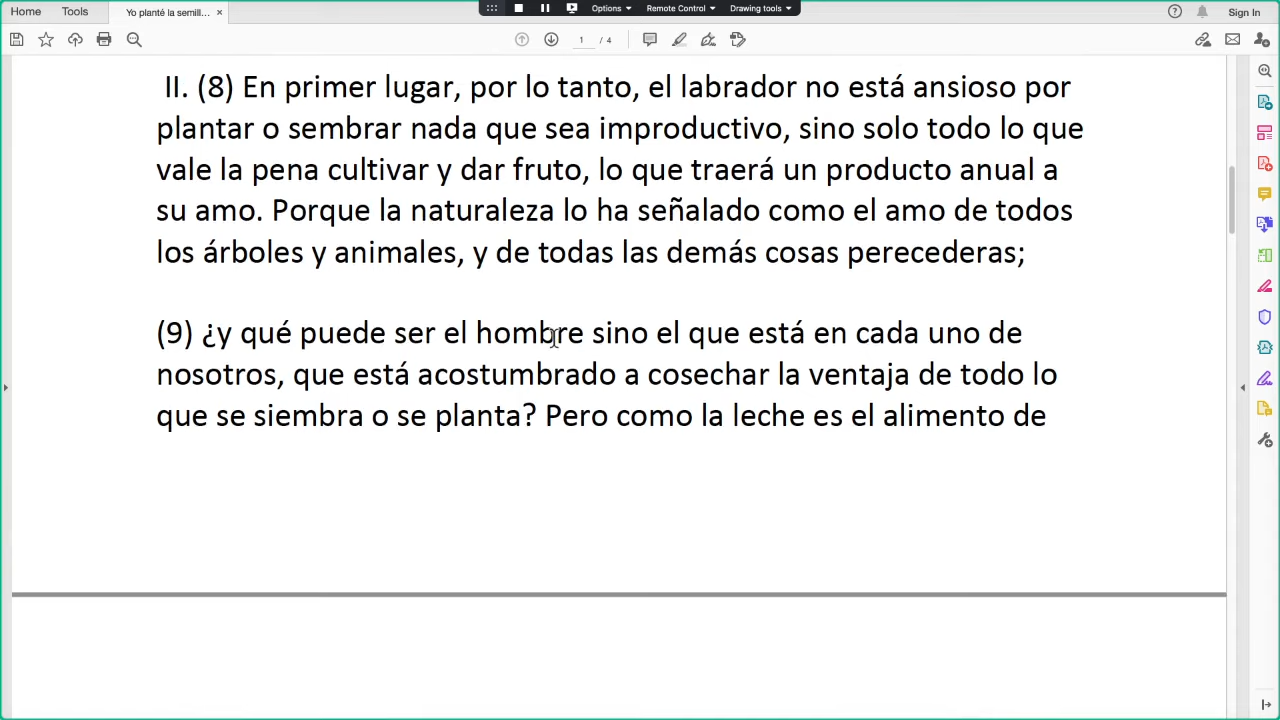 Home Tools Yo planté la semill... × Options Remote Control Drawing tools Sign In
1 / 4
II. (8) En primer lugar, por lo tanto, el labrador no está ansioso por
plantar o sembrar nada que sea improductivo, sino solo todo lo que
vale la pena cultivar y dar fruto, lo que traerá un producto anual a
su amo. Porque la naturaleza lo ha señalado como el amo de todos
los árboles y animales, y de todas las demás cosas perecederas;
(9) ¿y qué puede ser el hombre sino el que está en cada uno de
nosotros, que está acostumbrado a cosechar la ventaja de todo lo
que se siembra o se planta? Pero como la leche es el alimento de